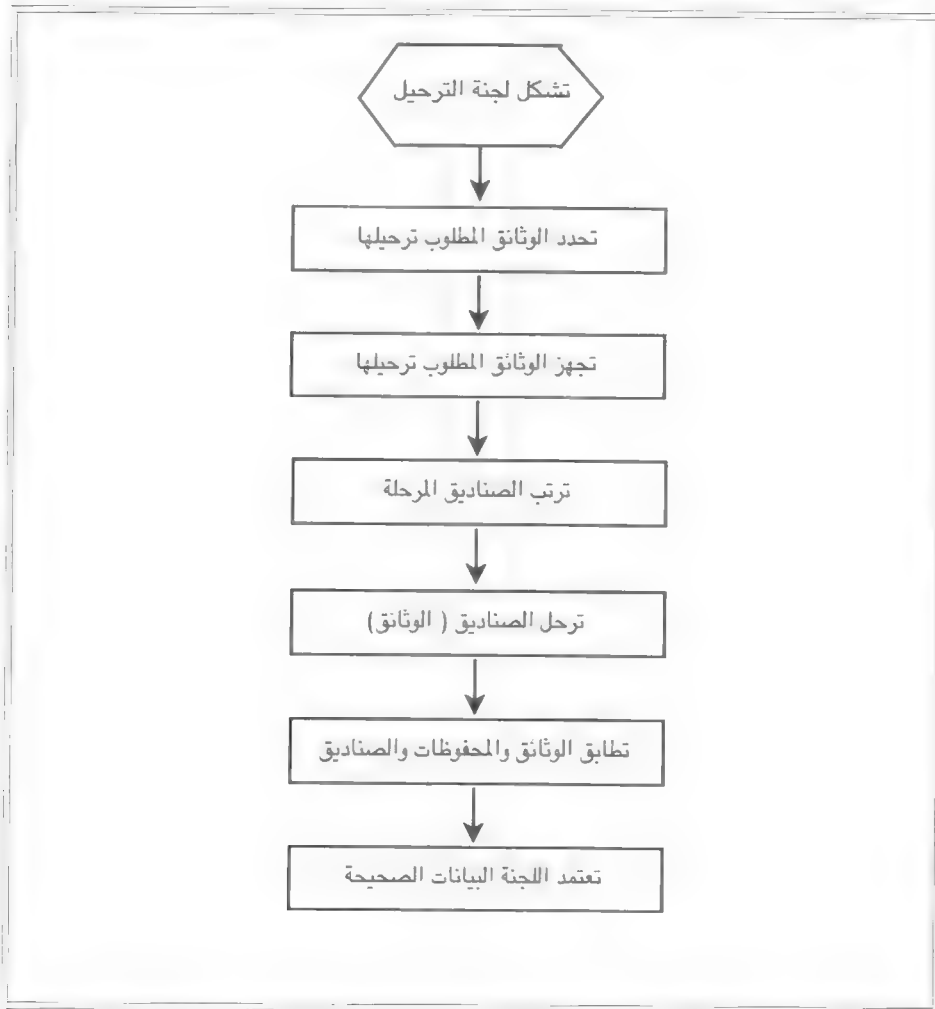 تشكل لجنة الترحيل
تحدد الوثائق المطلوب ترحيلها
تجهز الوثائق المطلوب ترحيلها
ترتب الصناديق المرحلة
ترحل الصناديق ( الوثائق)
تطابق الوثائق والمحفوظات والصناديق
تعتمد اللجنة البيانات الصحيحة